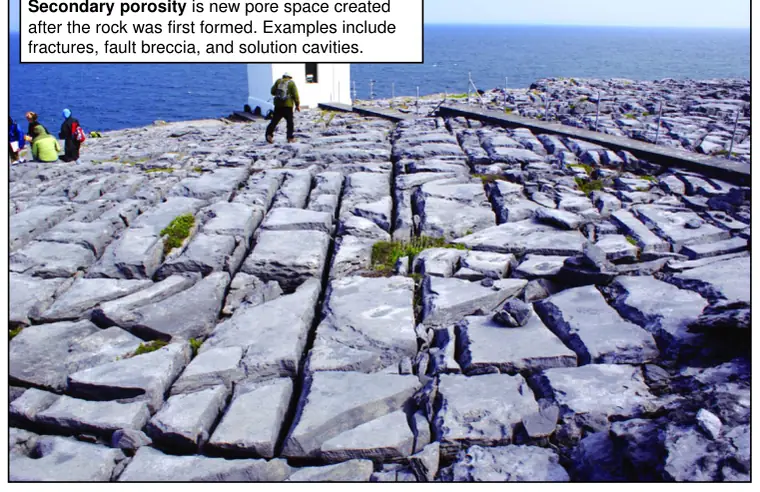 Secondary porosity is new pore space created
after the rock was first formed. Examples include
fractures, fault breccia, and solution cavities.